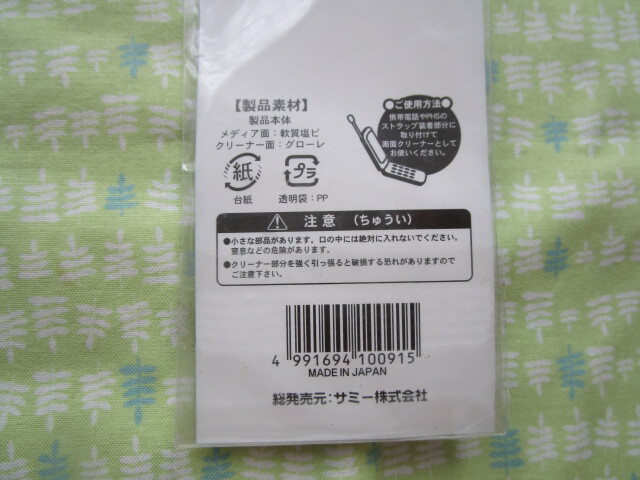 【製品素材】
製品本体
メディア面：軟質塩ビ
クリーナー面：グローレ
紙
台紙
プラ
透明袋：PP
●ご使用方法●
携帯電話やPHSの
ストラップ装着部分に
取り付けて
画面クリーナーとして
お使いください。
注意 （ちゅうい）
●小さな部品があります。口の中には絶対に入れないでください。
窒息などの危険があります。
●クリーナー部分を強く引っ張ると破損する恐れがありますので
ご注意下さい。
4 991694 100915
MADE IN JAPAN
総発売元：サミー株式会社